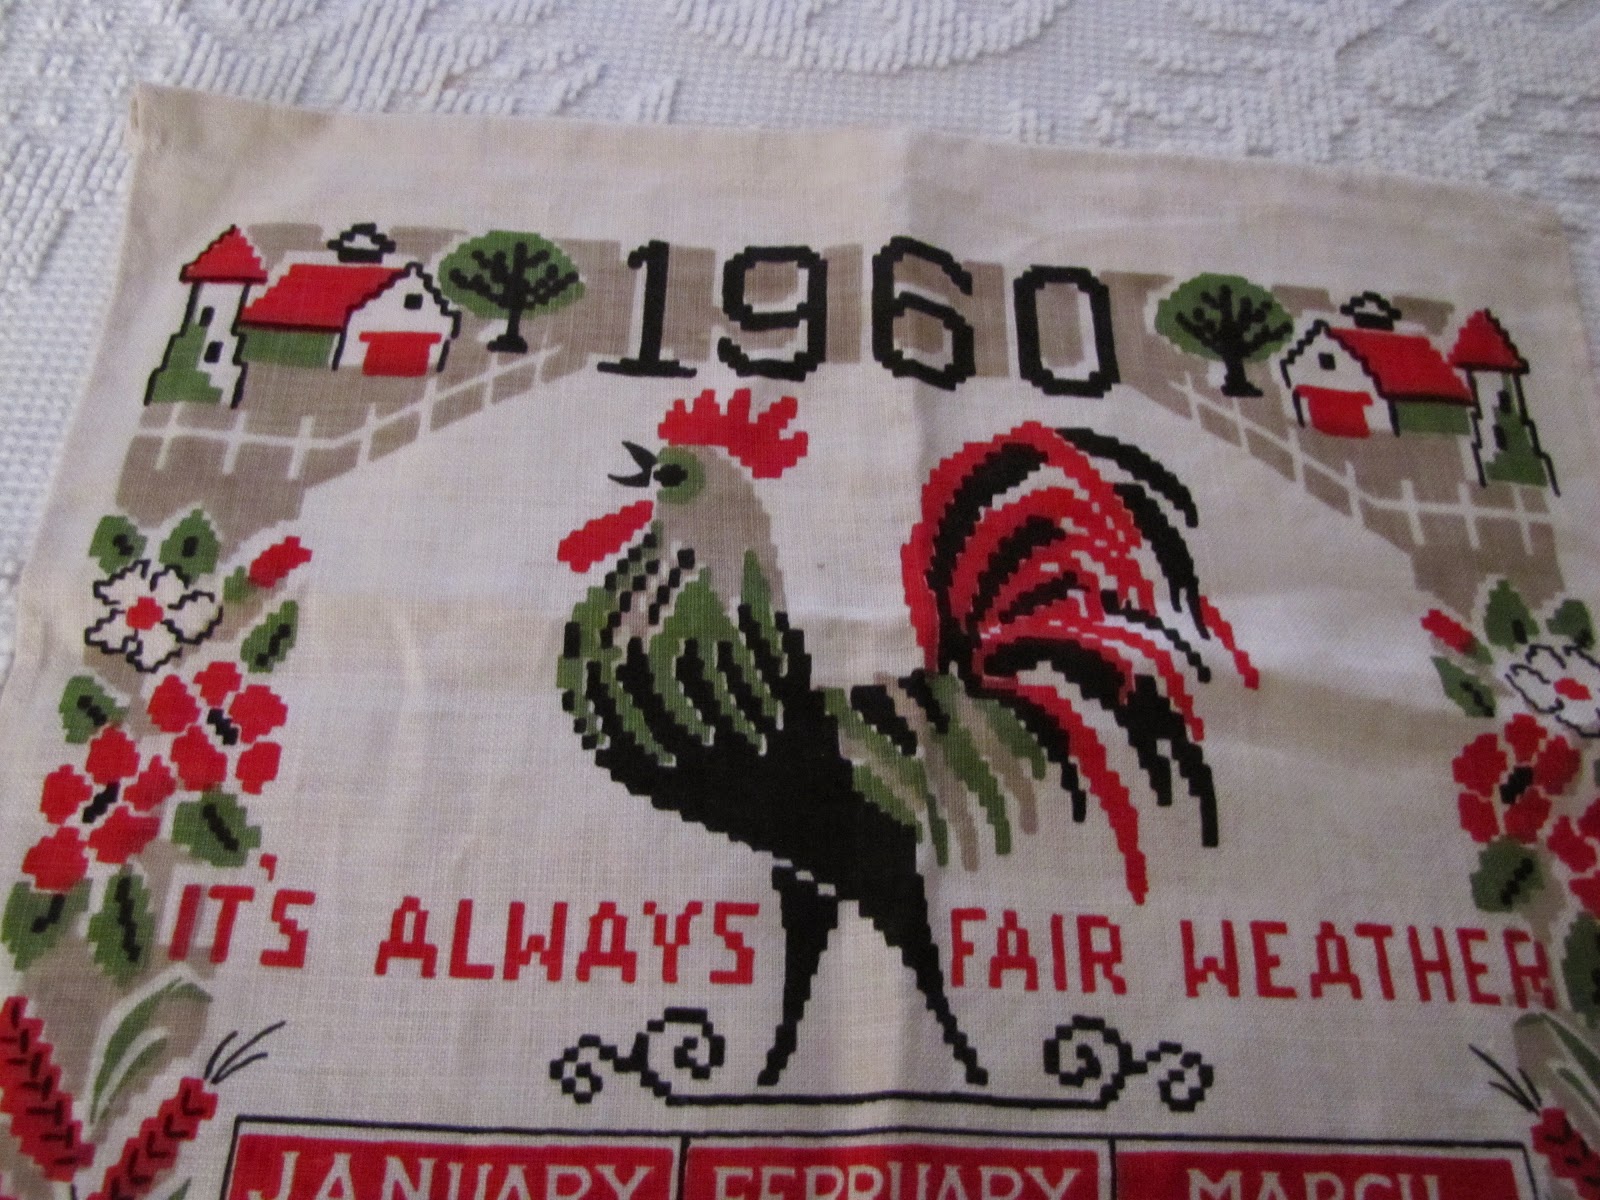 1960
IT'S ALWAYS FAIR WEATHER
JANUARY FEBRUARY MARCH